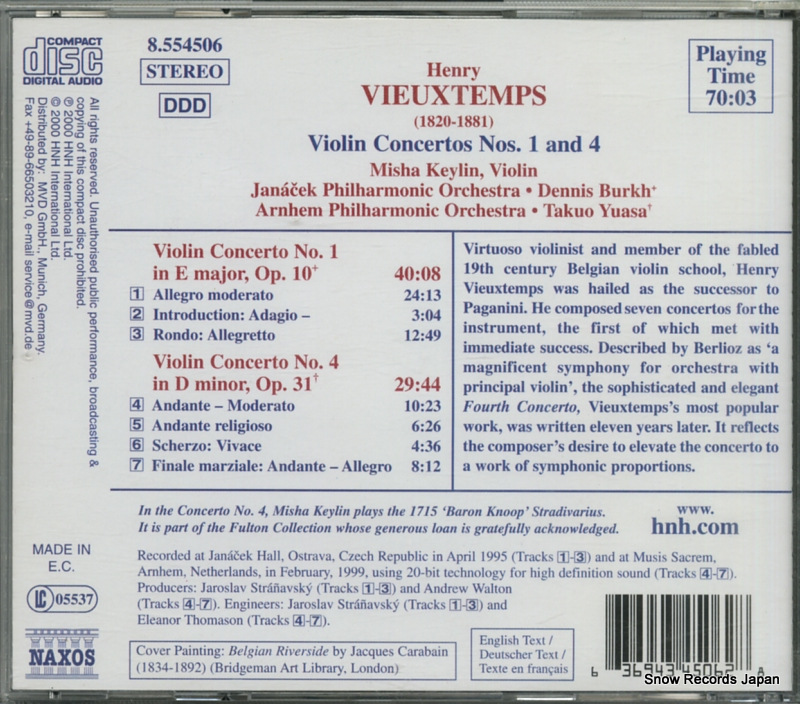 COMPACT
disc
DIGITAL AUDIO
8.554506
STEREO
DDD
Henry
VIEUXTEMPS
(1820-1881)
Violin Concertos Nos. 1 and 4
Misha Keylin, Violin
Janáček Philharmonic Orchestra • Dennis Burkh+
Arnhem Philharmonic Orchestra • Takuo Yuasa†
Playing
Time
70:03
All rights reserved. Unauthorised public performance, broadcasting &
copying of this compact disc prohibited.
℗ 2000 HNH International Ltd.
© 2000 HNH International Ltd.
Distributed by: MVD GmbH., Munich, Germany.
Fax +49-89-66503210, e-mail service@mvd.de
Violin Concerto No. 1
in E major, Op. 10+ 40:08
1 Allegro moderato 24:13
2 Introduction: Adagio – 3:04
3 Rondo: Allegretto 12:49
Violin Concerto No. 4
in D minor, Op. 31† 29:44
4 Andante – Moderato 10:23
5 Andante religioso 6:26
6 Scherzo: Vivace 4:36
7 Finale marziale: Andante – Allegro 8:12
Virtuoso violinist and member of the fabled
19th century Belgian violin school, Henry
Vieuxtemps was hailed as the successor to
Paganini. He composed seven concertos for the
instrument, the first of which met with
immediate success. Described by Berlioz as ‘a
magnificent symphony for orchestra with
principal violin’, the sophisticated and elegant
Fourth Concerto, Vieuxtemps’s most popular
work, was written eleven years later. It reflects
the composer’s desire to elevate the concerto to
a work of symphonic proportions.
In the Concerto No. 4, Misha Keylin plays the 1715 ‘Baron Knoop’ Stradivarius.
It is part of the Fulton Collection whose generous loan is gratefully acknowledged.
www.
hnh.com
MADE IN
E.C.
LC 05537
NAXOS
Recorded at Janáček Hall, Ostrava, Czech Republic in April 1995 (Tracks 1-3) and at Musis Sacrem,
Arnhem, Netherlands, in February, 1999, using 20-bit technology for high definition sound (Tracks 4-7).
Producers: Jaroslav Stráňavský (Tracks 1-3) and Andrew Walton
(Tracks 4-7). Engineers: Jaroslav Stráňavský (Tracks 1-3) and
Eleanor Thomason (Tracks 4-7).
Cover Painting: Belgian Riverside by Jacques Carabain
(1834-1892) (Bridgeman Art Library, London)
English Text /
Deutscher Text /
Texte en français
6 36943 45062 A
Snow Records Japan